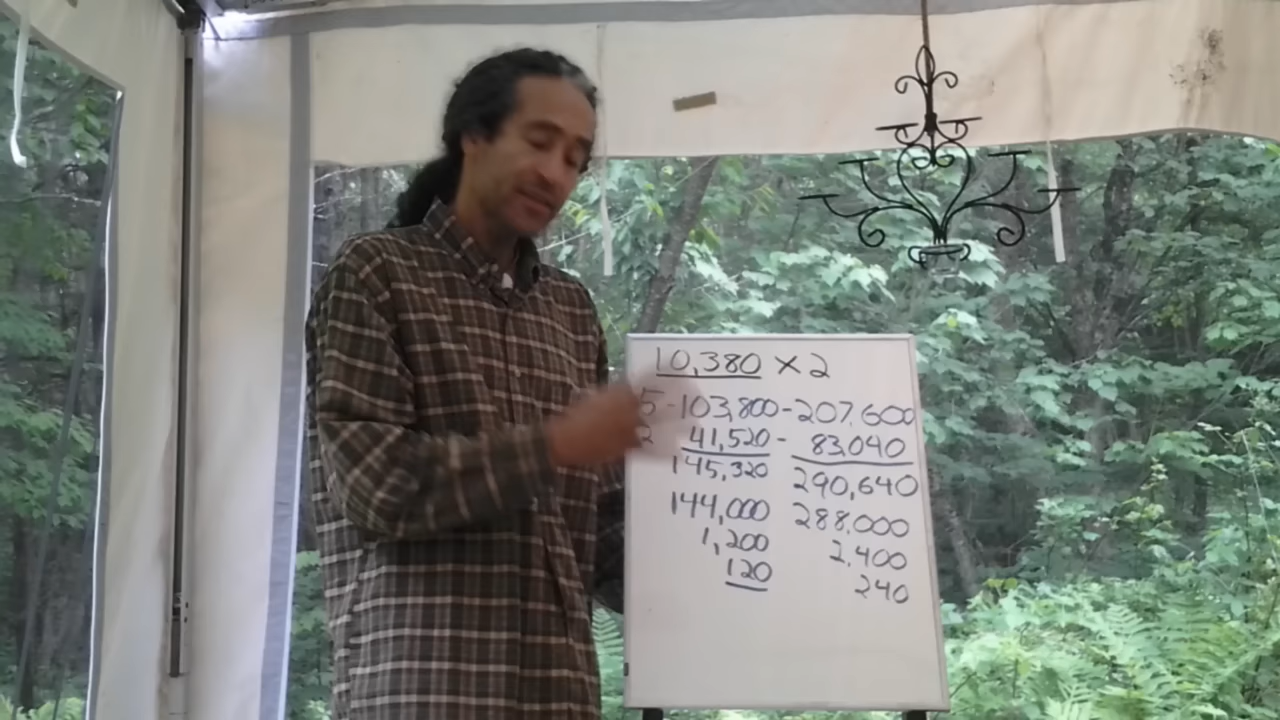 10,380 X 2
5 - 103,800 - 207,600
2 41,520 - 83,040
145,320 290,640
144,000 288,000
1,200 2,400
120 240